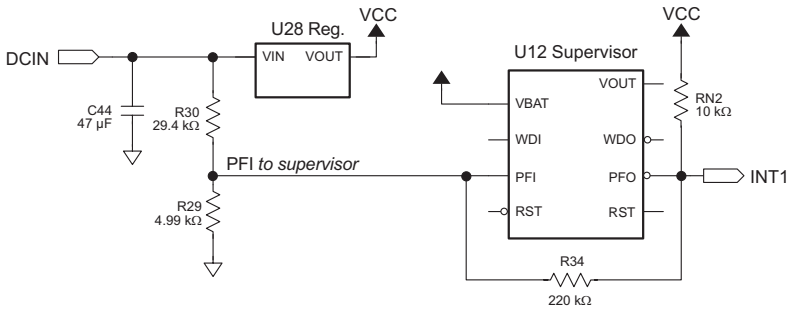 VCC
VCC
U28 Reg.
DCIN
VIN VOUT
U12 Supervisor
VOUT
VBAT
C44
47 µF
R30
29.4 kΩ
RN2
10 kΩ
WDI
WDO
PFI to supervisor
PFI
PFO
INT1
R29
4.99 kΩ
RST
RST
R34
220 kΩ